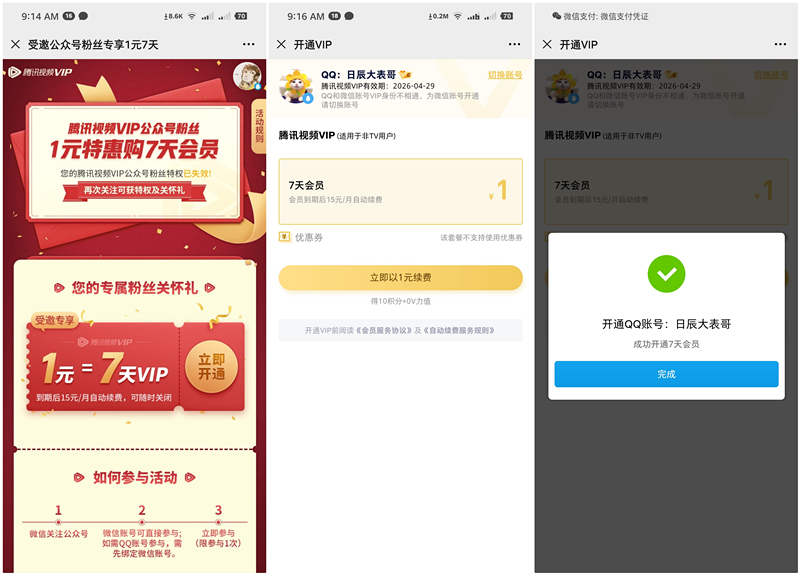 9:14 AM 16
8.6K 70
受邀公众号粉丝专享1元7天
腾讯视频VIP
活动规则
腾讯视频VIP公众号粉丝
1元特惠购7天会员
您的腾讯视频VIP公众号粉丝特权已失效!
再次关注可获特权及关怀礼
您的专属粉丝关怀礼
受邀专享
腾讯视频VIP
1元=7天VIP
立即
开通
到期后15元/月自动续费，可随时关闭
如何参与活动
1 2 3
微信关注公众号
微信账号可直接参与;
如需QQ账号参与，需
先绑定微信账号。
立即参与
(限参与1次)
9:16 AM 18
0.2M 70
开通VIP
QQ：日辰大表哥
切换账号
腾讯视频VIP有效期：2026-04-29
QQ和微信账号VIP身份不相通，为微信账号开通
请切换账号
腾讯视频VIP (适用于非TV用户)
7天会员
会员到期后15元/月自动续费
¥1
优惠券
该套餐不支持使用优惠券
立即以1元续费
得10积分+0V力值
开通VIP前阅读《会员服务协议》及《自动续费服务规则》
微信支付: 微信支付凭证
开通VIP
QQ：日辰大表哥
切换账号
腾讯视频VIP有效期：2026-04-29
QQ和微信账号VIP身份不相通，为微信账号开通
请切换账号
腾讯视频VIP (适用于非TV用户)
7天会员
会员到期后15元/月自动续费
¥1
开通QQ账号：日辰大表哥
成功开通7天会员
完成